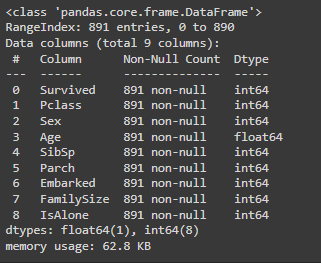 <class 'pandas.core.frame.DataFrame'>
RangeIndex: 891 entries, 0 to 890
Data columns (total 9 columns):
 #   Column      Non-Null Count  Dtype
---  ------      --------------  -----
 0   Survived    891 non-null    int64
 1   Pclass      891 non-null    int64
 2   Sex         891 non-null    int64
 3   Age         891 non-null    float64
 4   SibSp       891 non-null    int64
 5   Parch       891 non-null    int64
 6   Embarked    891 non-null    int64
 7   FamilySize  891 non-null    int64
 8   IsAlone     891 non-null    int64
dtypes: float64(1), int64(8)
memory usage: 62.8 KB